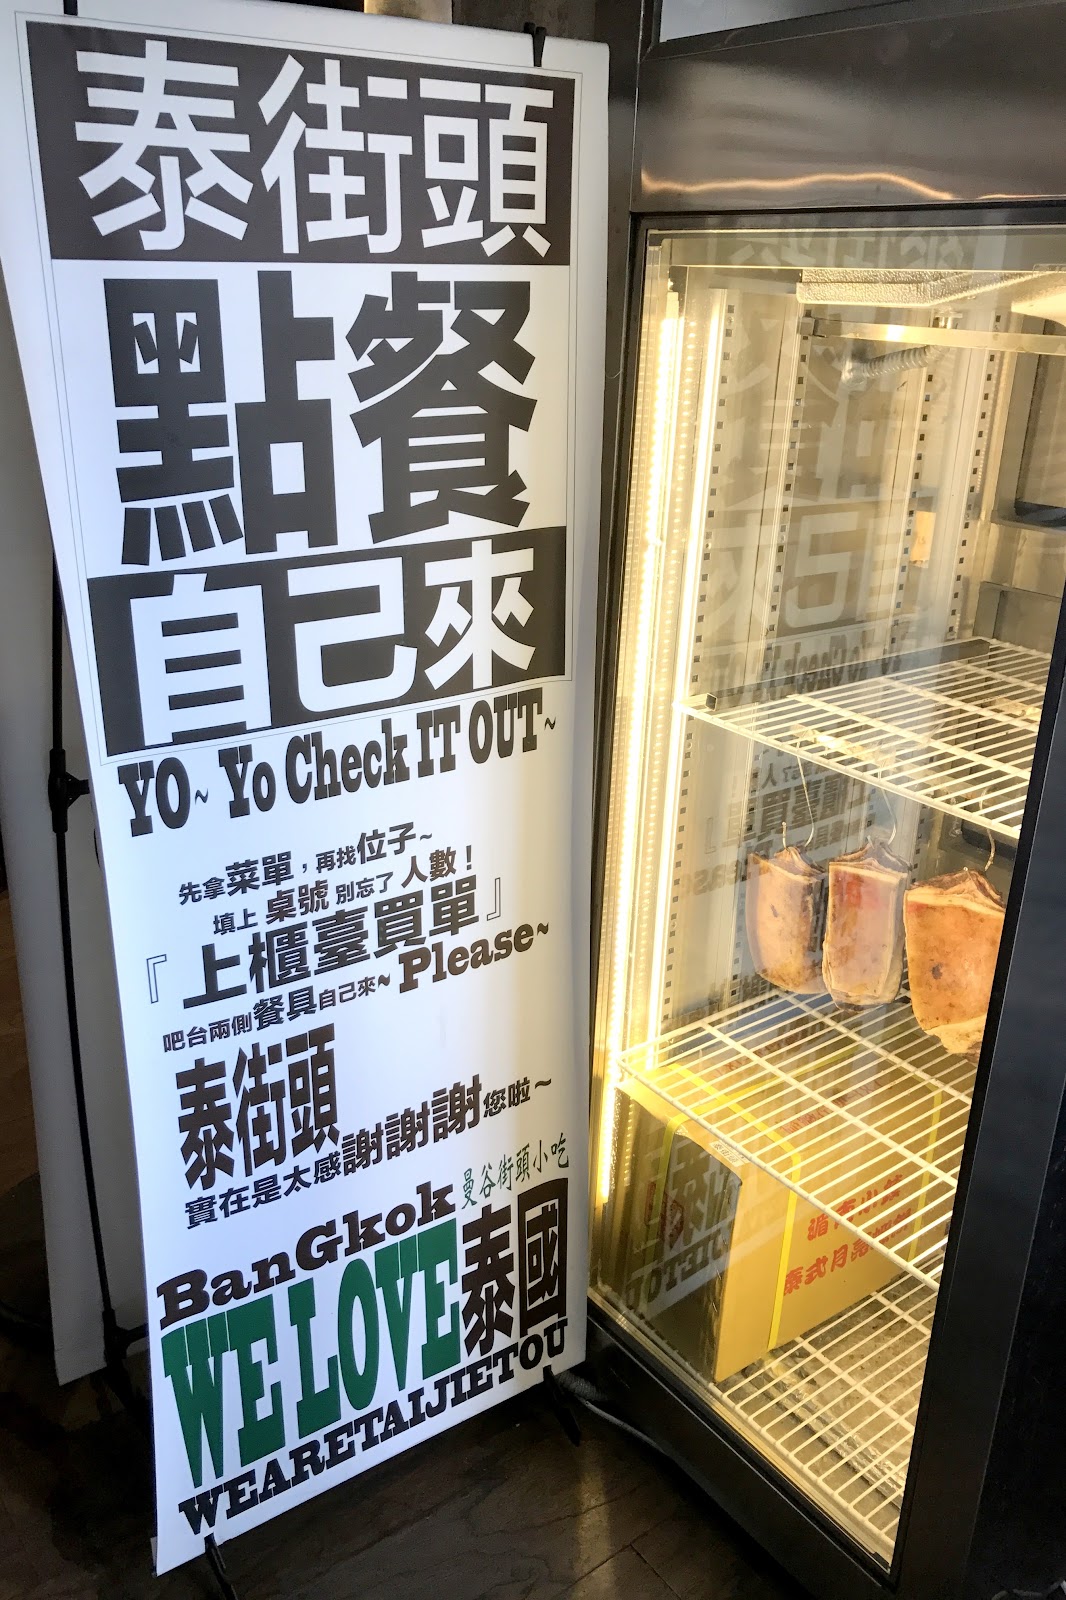 泰街頭
點餐
自己來
YO~ Yo Check IT OUT~
先拿菜單，再找位子~
填上 桌號 別忘了 人數！
『上櫃臺買單』
吧台兩側餐具自己來~ Please~
泰街頭
實在是太感謝謝謝您啦~
曼谷街頭小吃
BanGkok
WE LOVE泰國
WEARETAIJIETOU